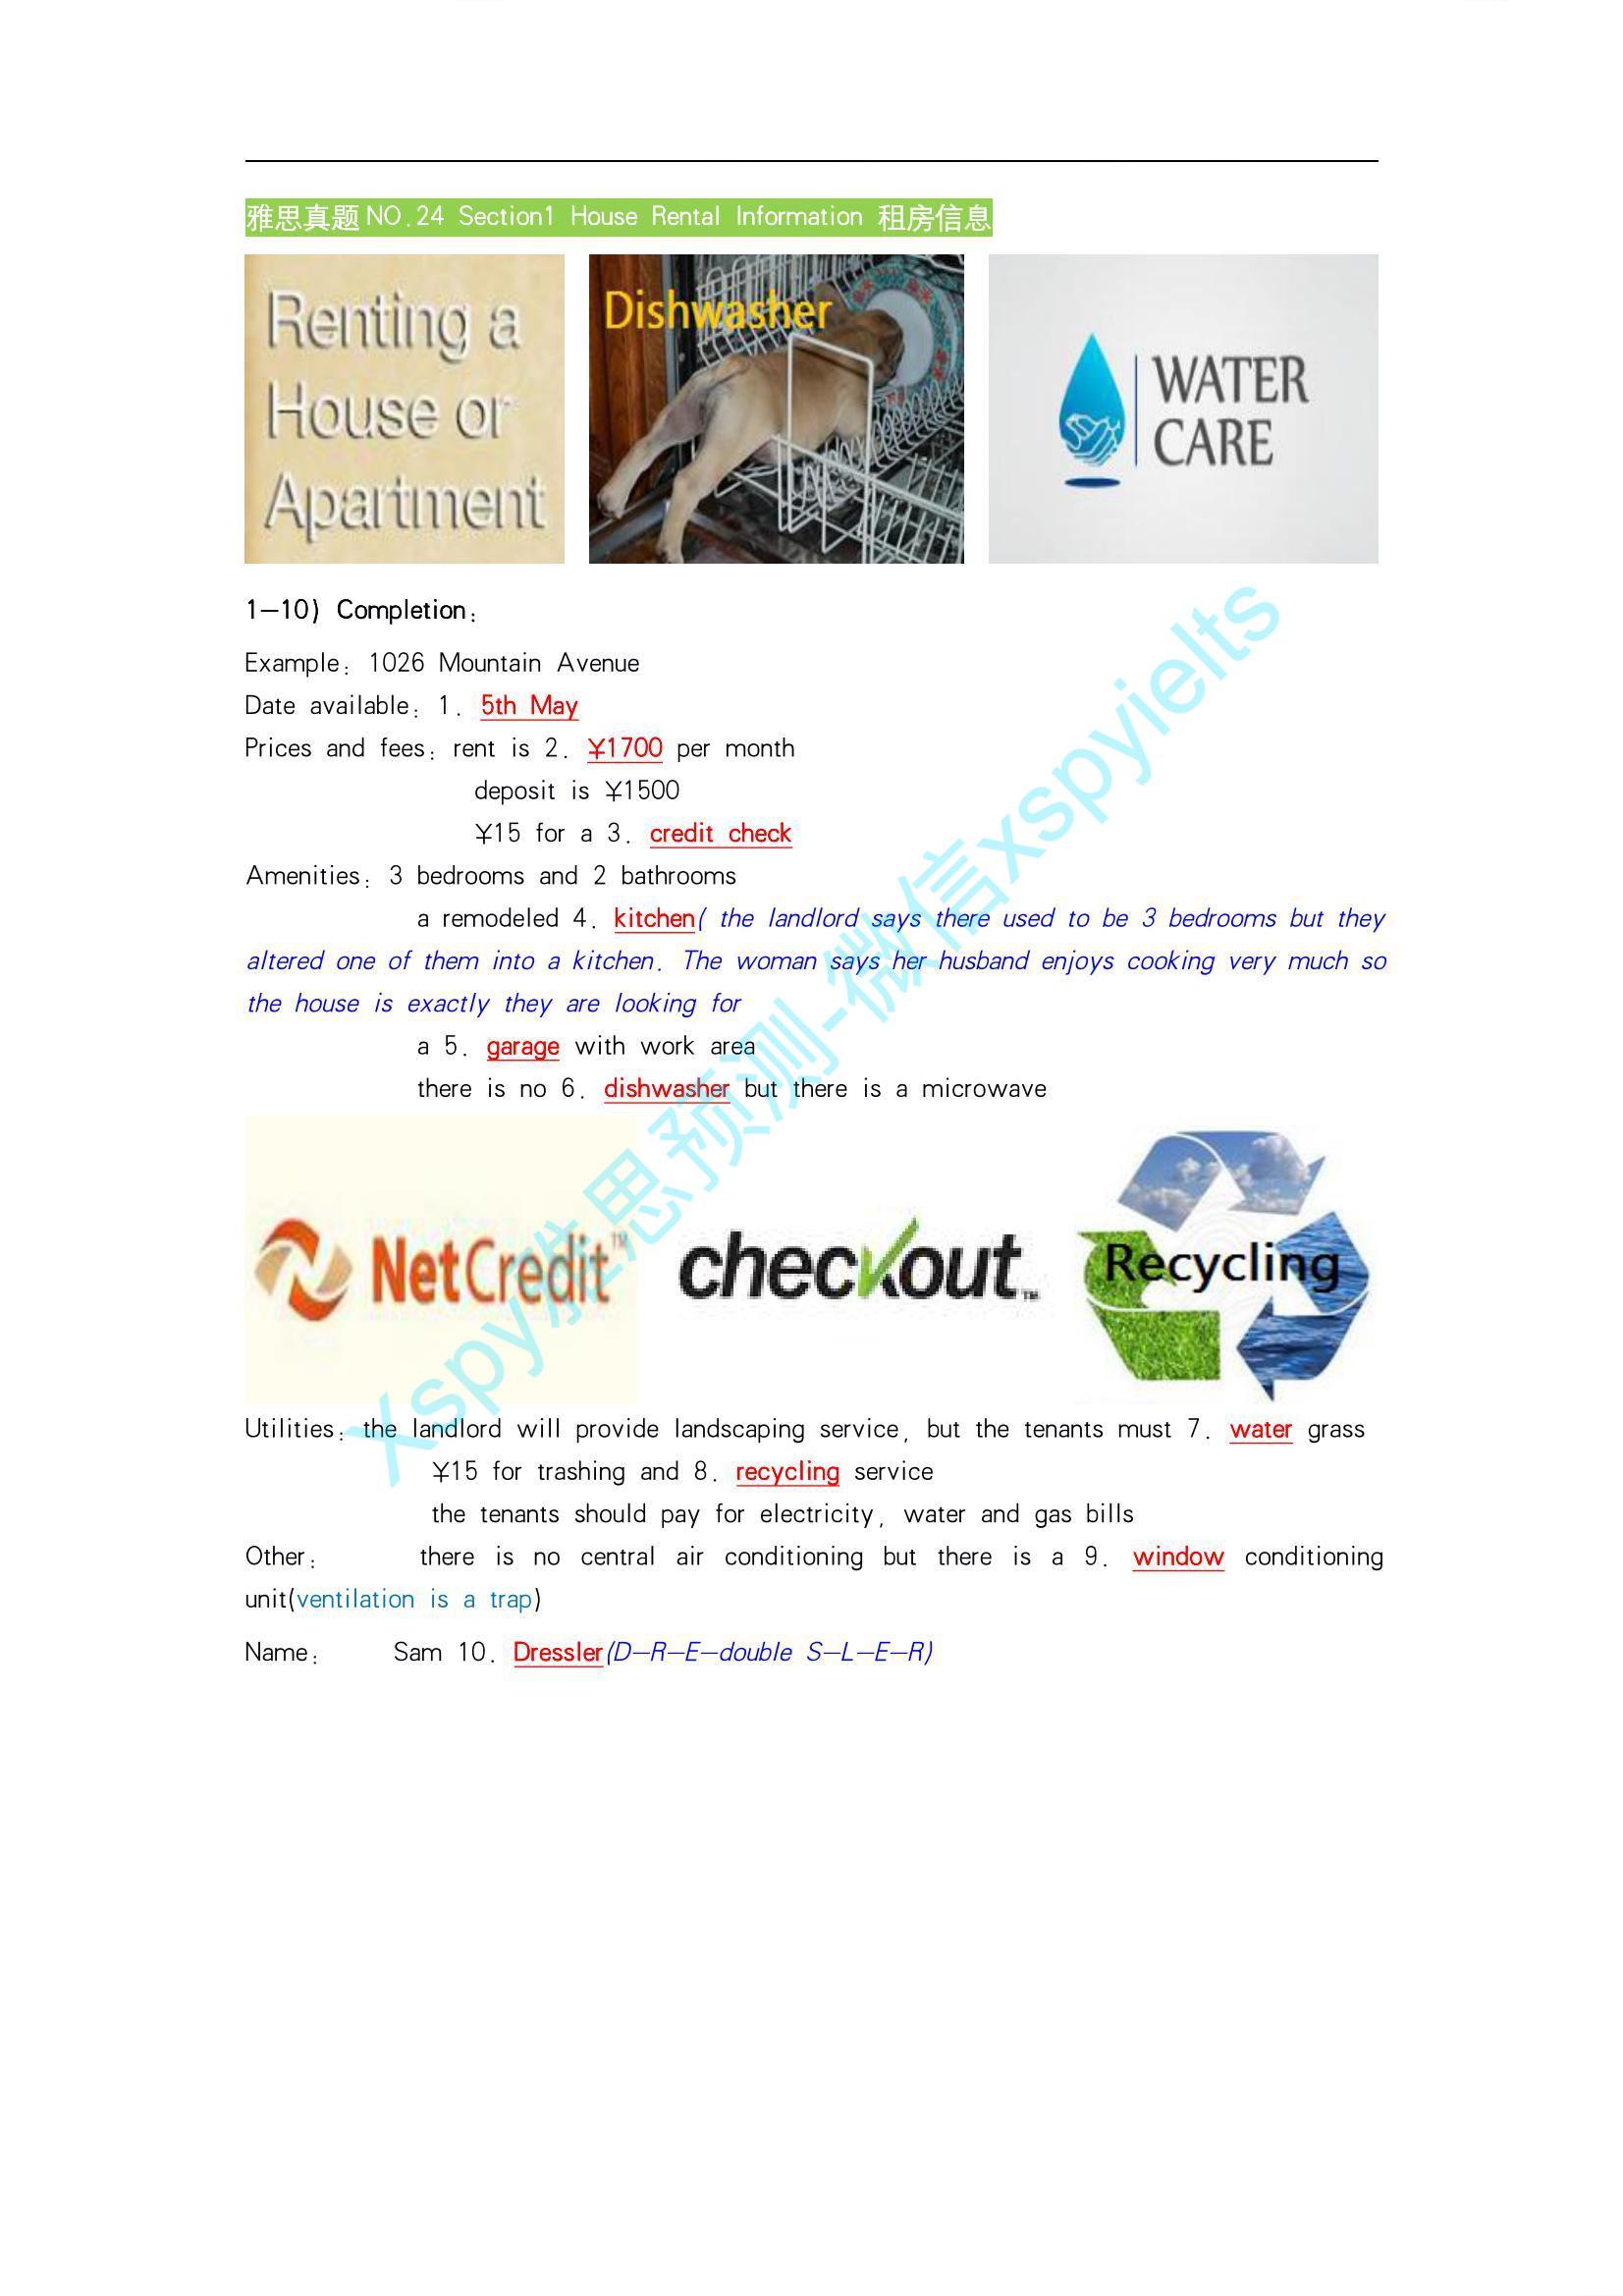 雅思真题 NO.24 Section1 House Rental Information 租房信息
Renting a
House or
Apartment
Dishwasher
WATER
CARE
1-10) Completion:
Example: 1026 Mountain Avenue
Date available: 1. 5th May
Prices and fees: rent is 2. ¥1700 per month
deposit is ¥1500
¥15 for a 3. credit check
Amenities: 3 bedrooms and 2 bathrooms
a remodeled 4. kitchen( the landlord says there used to be 3 bedrooms but they
altered one of them into a kitchen. The woman says her husband enjoys cooking very much so
the house is exactly they are looking for
a 5. garage with work area
there is no 6. dishwasher but there is a microwave
NetCredit™
checkout™
Recycling
Utilities: the landlord will provide landscaping service, but the tenants must 7. water grass
¥15 for trashing and 8. recycling service
the tenants should pay for electricity, water and gas bills
Other: there is no central air conditioning but there is a 9. window conditioning
unit(ventilation is a trap)
Name: Sam 10. Dressler(D-R-E-double S-L-E-R)
Xspy雅思预测-微信xspyielts